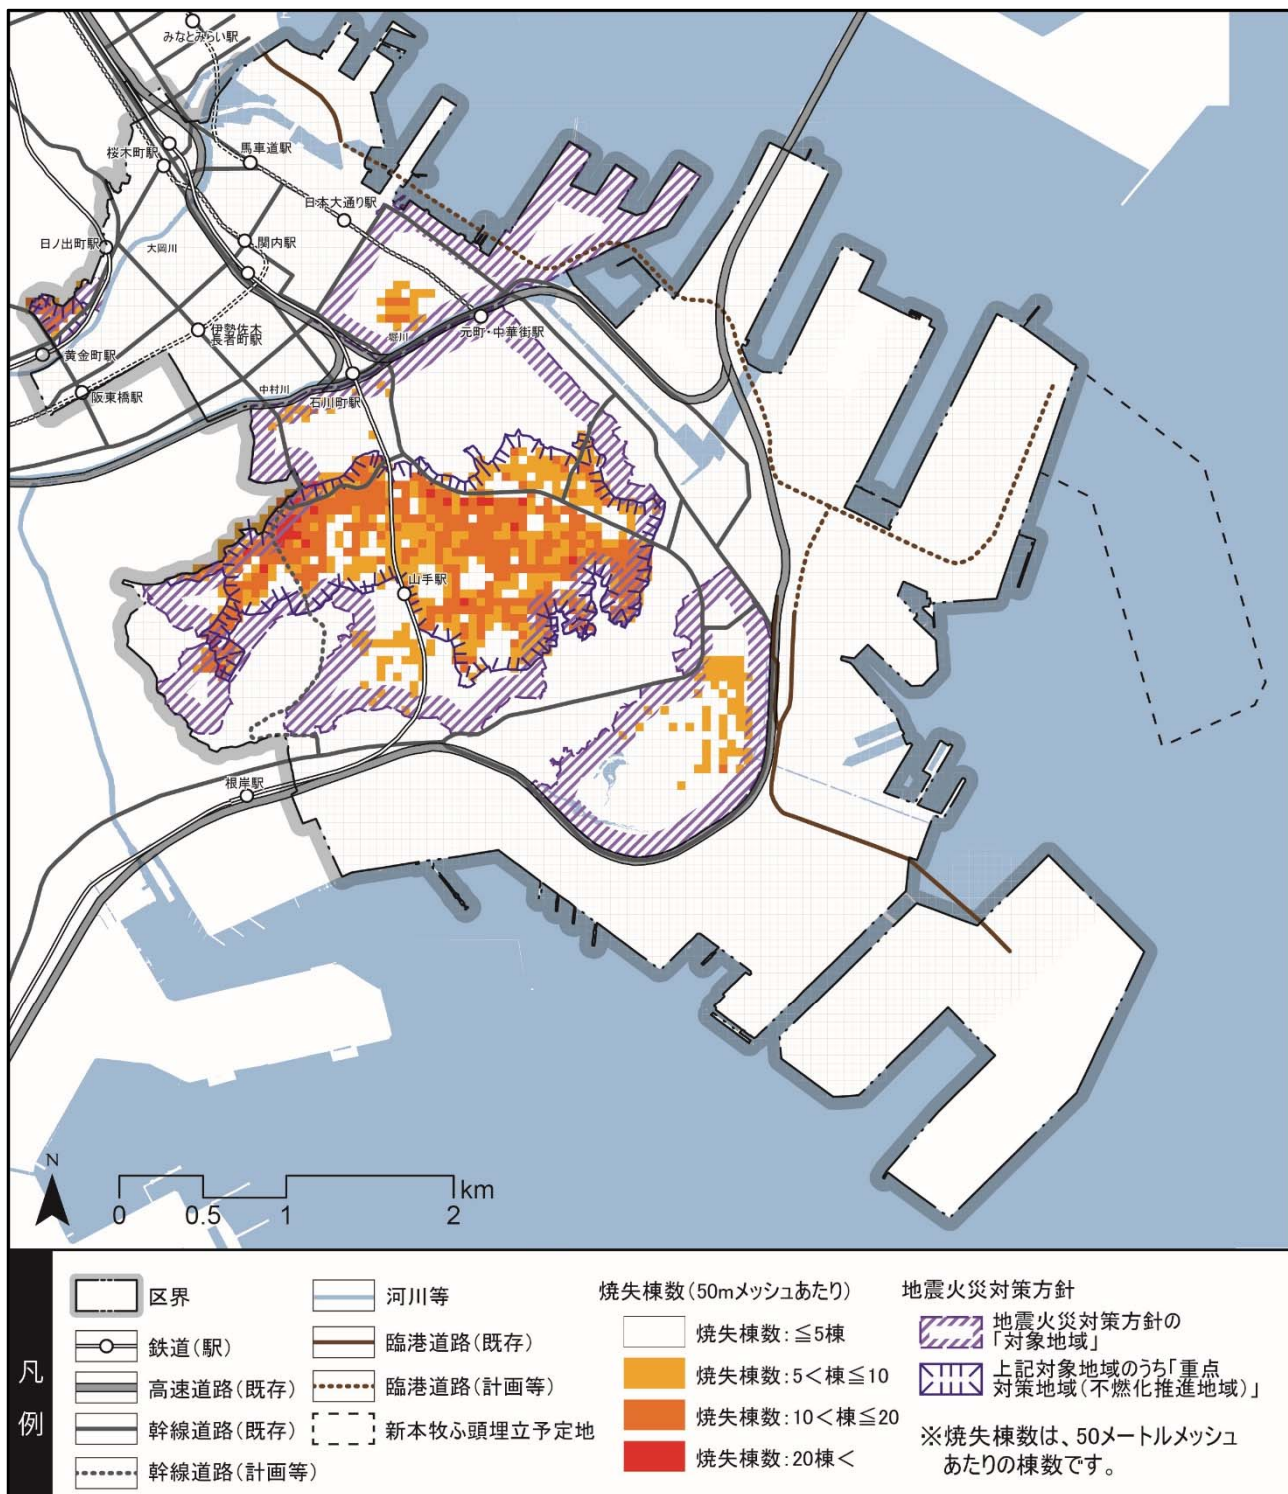 みなとみらい駅
桜木町駅
馬車道駅
日本大通り駅
日ノ出町駅
大岡川
関内駅
伊勢佐木
長者町駅
元町・中華街駅
堀川
黄金町駅
阪東橋駅
中村川
石川町駅
山手駅
根岸駅
N
0
0.5
1
2
km
凡例
区界
鉄道(駅)
高速道路(既存)
幹線道路(既存)
幹線道路(計画等)
河川等
臨港道路(既存)
臨港道路(計画等)
新本牧ふ頭埋立予定地
焼失棟数(50mメッシュあたり)
焼失棟数:≦5棟
焼失棟数:5<棟≦10
焼失棟数:10<棟≦20
焼失棟数:20棟<
地震火災対策方針
地震火災対策方針の
「対象地域」
上記対象地域のうち「重点
対策地域(不燃化推進地域)」
※焼失棟数は、50メートルメッシュ
あたりの棟数です。